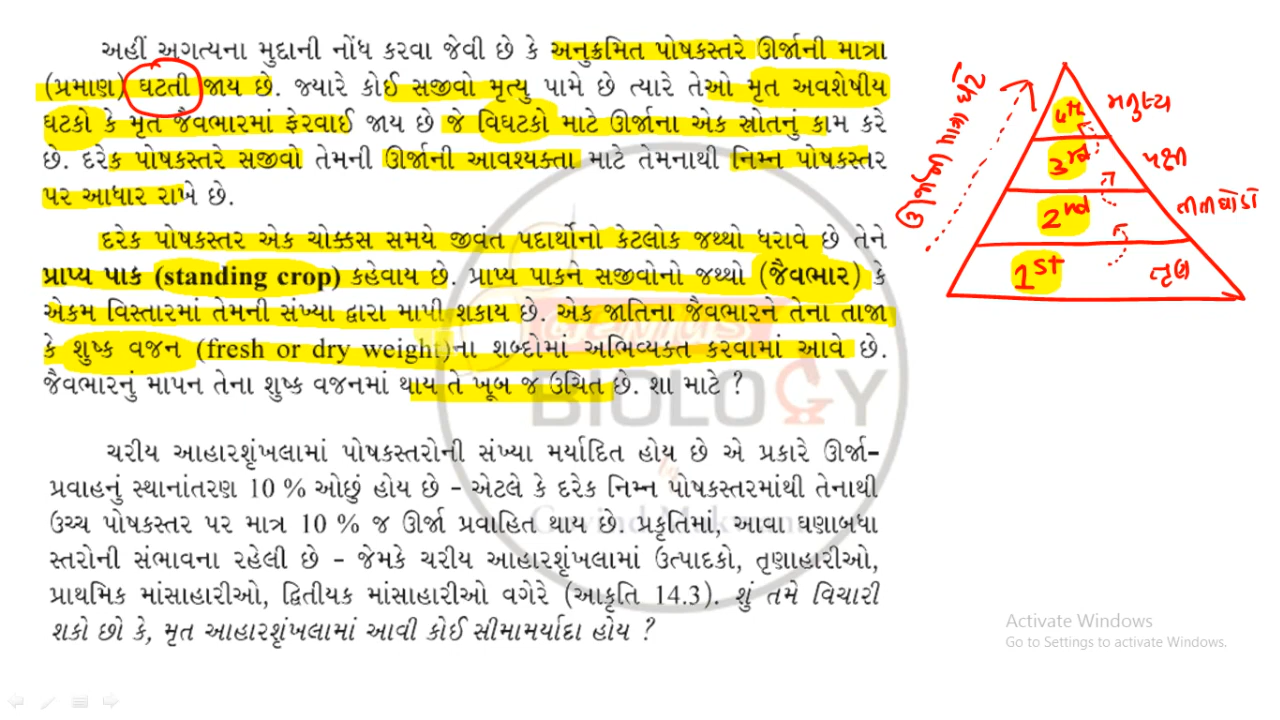 અહીં અગત્યના મુદ્દાની નોંધ કરવા જેવી છે કે અનુક્રમિત પોષકસ્તરે ઊર્જાની માત્રા
(પ્રમાણ) ઘટતી જાય છે. જ્યારે કોઈ સજીવો મૃત્યુ પામે છે ત્યારે તેઓ મૃત અવશેષીય
ઘટકો કે મૃત જૈવભારમાં ફેરવાઈ જાય છે જે વિઘટકો માટે ઊર્જાના એક સ્રોતનું કામ કરે
છે. દરેક પોષકસ્તરે સજીવો તેમની ઊર્જાની આવશ્યક્તા માટે તેમનાથી નિમ્ન પોષકસ્તર
પર આધાર રાખે છે.
દરેક પોષકસ્તર એક ચોક્કસ સમયે જીવંત પદાર્થોનો કેટલોક જથ્થો ધરાવે છે તેને
પ્રાપ્ય પાક (standing crop) કહેવાય છે. પ્રાપ્ય પાકને સજીવોનો જથ્થો (જૈવભાર) કે
એકમ વિસ્તારમાં તેમની સંખ્યા દ્વારા માપી શકાય છે. એક જાતિના જૈવભારને તેના તાજા
કે શુષ્ક વજન (fresh or dry weight)ના શબ્દોમાં અભિવ્યક્ત કરવામાં આવે છે.
જૈવભારનું માપન તેના શુષ્ક વજનમાં થાય તે ખૂબ જ ઉચિત છે. શા માટે ?
ચરીય આહારશૃંખલામાં પોષકસ્તરોની સંખ્યા મર્યાદિત હોય છે એ પ્રકારે ઊર્જા–
પ્રવાહનું સ્થાનાંતરણ 10 % ઓછું હોય છે – એટલે કે દરેક નિમ્ન પોષકસ્તરમાંથી તેનાથી
ઉચ્ચ પોષકસ્તર પર માત્ર 10 % જ ઊર્જા પ્રવાહિત થાય છે. પ્રકૃતિમાં, આવા ઘણાબધા
સ્તરોની સંભાવના રહેલી છે – જેમકે ચરીય આહારશૃંખલામાં ઉત્પાદકો, તૃણાહારીઓ,
પ્રાથમિક માંસાહારીઓ, દ્વિતીયક માંસાહારીઓ વગેરે (આકૃતિ 14.3). શું તમે વિચારી
શકો છો કે, મૃત આહારશૃંખલામાં આવી કોઈ સીમામર્યાદા હોય ?
BIOLOGY
by
ઊર્જાની માત્રા ઘટે
4th મનુષ્ય
3rd પક્ષી
2nd તીતીઘોડો
1st તૃણ
Activate Windows
Go to Settings to activate Windows.